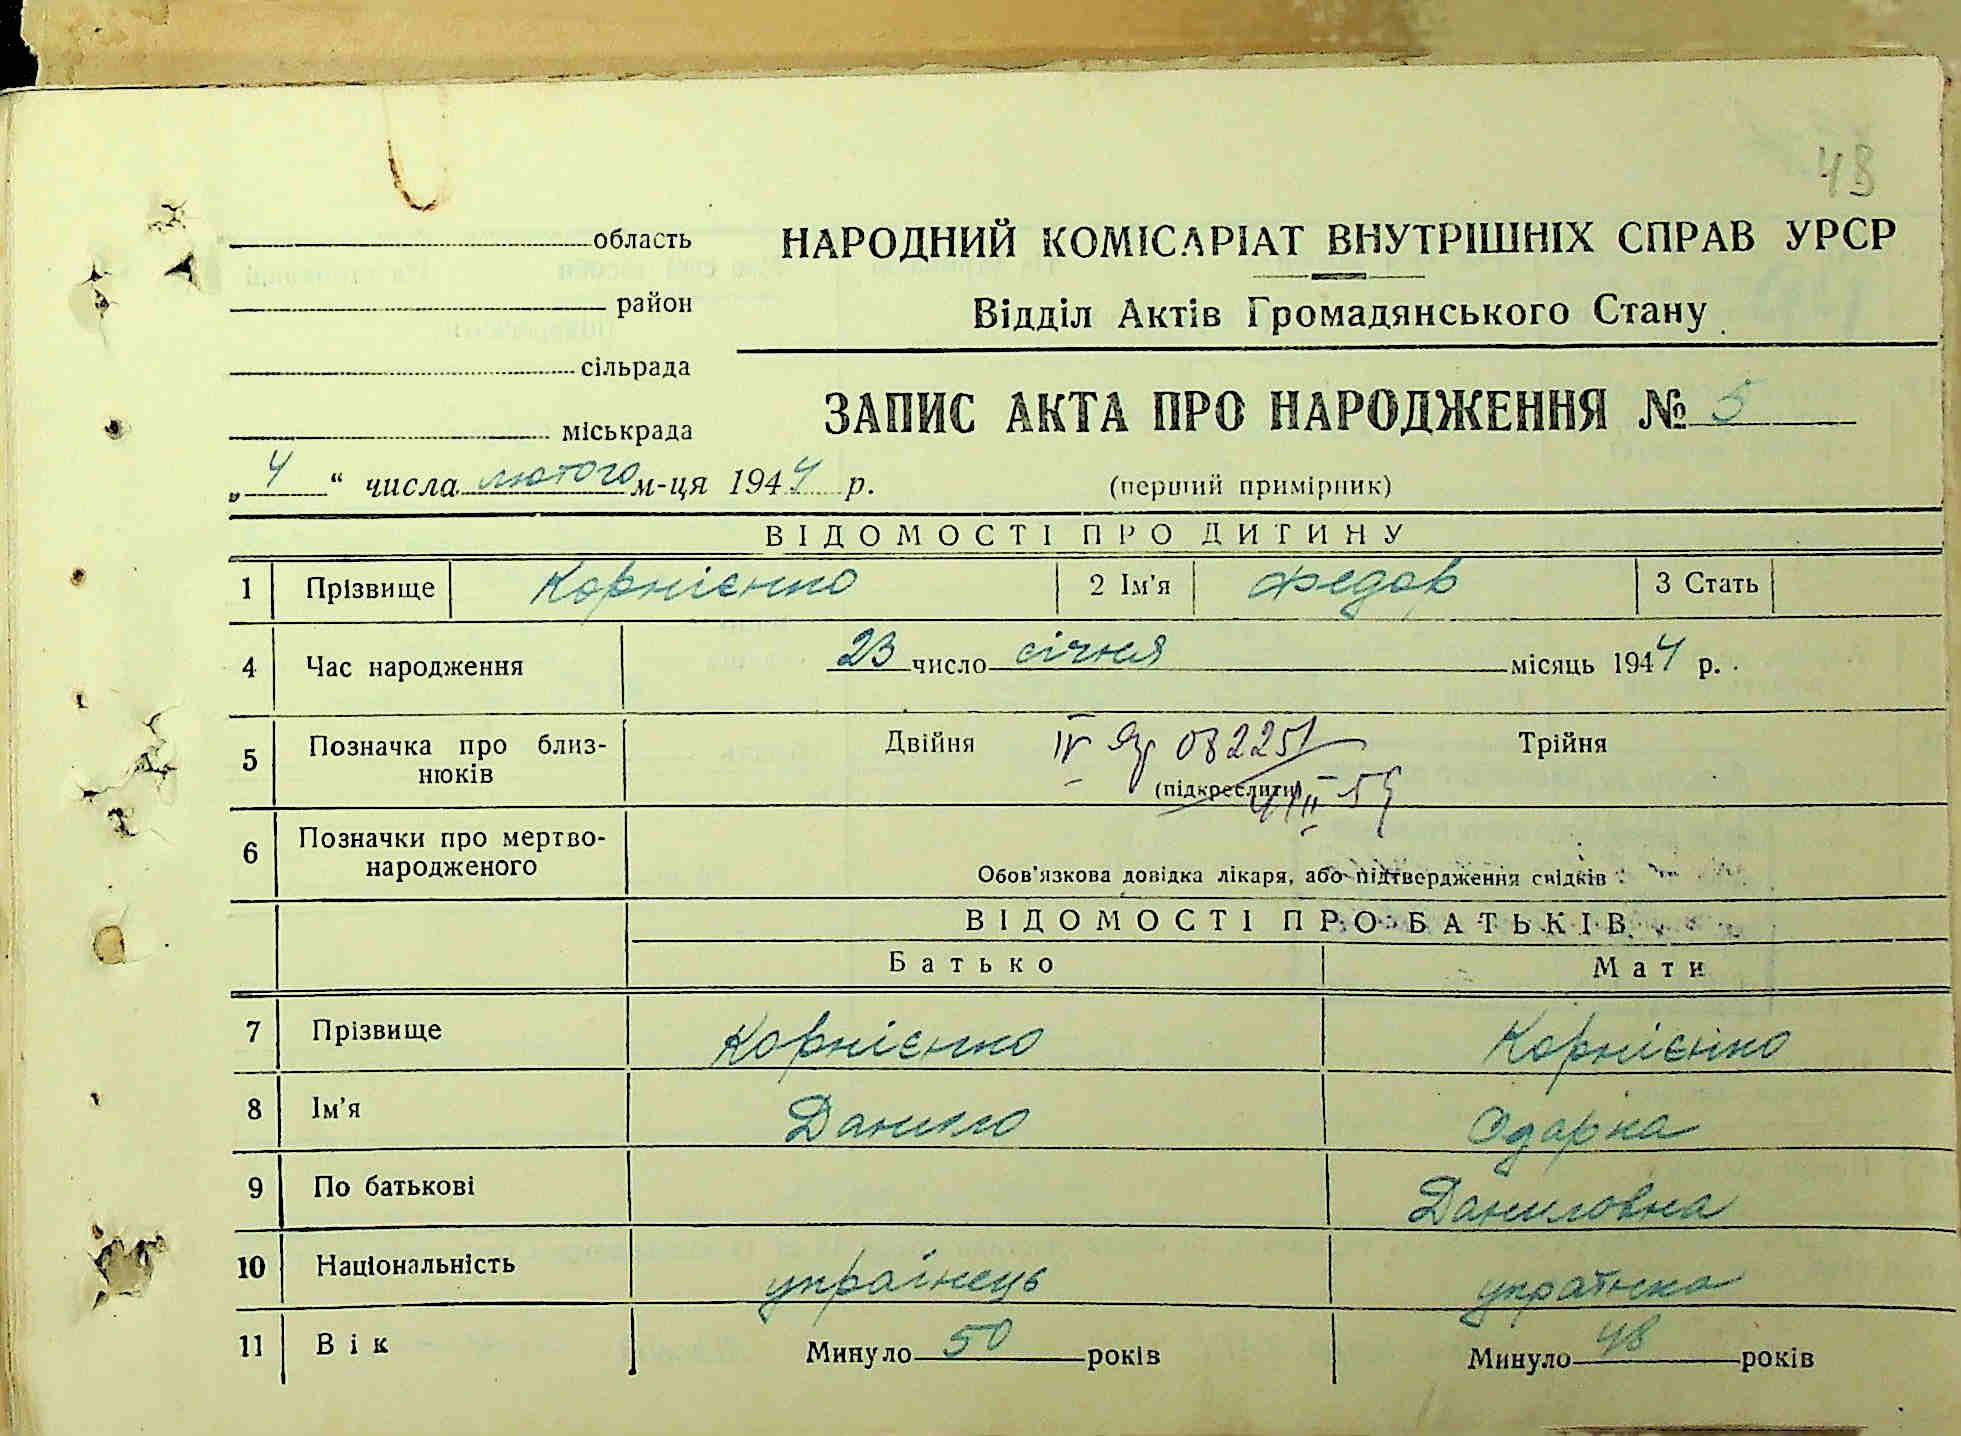 48
область
район
сільрада
міськрада
НАРОДНИЙ КОМІСАРІАТ ВНУТРІШНІХ СПРАВ УРСР
Відділ Актів Громадянського Стану
ЗАПИС АКТА ПРО НАРОДЖЕННЯ № 5
„4“ числа лютого м-ця 1944 р.
(перший примірник)
ВІДОМОСТІ ПРО ДИТИНУ
1 Прізвище Корнієнко 2 Ім'я Федор 3 Стать
4 Час народження 23 число січня місяць 1944 р.
5 Позначка про близнюків Двійня IV 082251 Трійня
(підкреслити)
6 Позначки про мертвонародженого
Обов'язкова довідка лікаря, або підтвердження свідків
ВІДОМОСТІ ПРО БАТЬКІВ
Батько Мати
7 Прізвище Корнієнко Корнієнко
8 Ім'я Данило Одарка
9 По батькові Даниловна
10 Національність українець українка
11 Вік Минуло 50 років Минуло 48 років